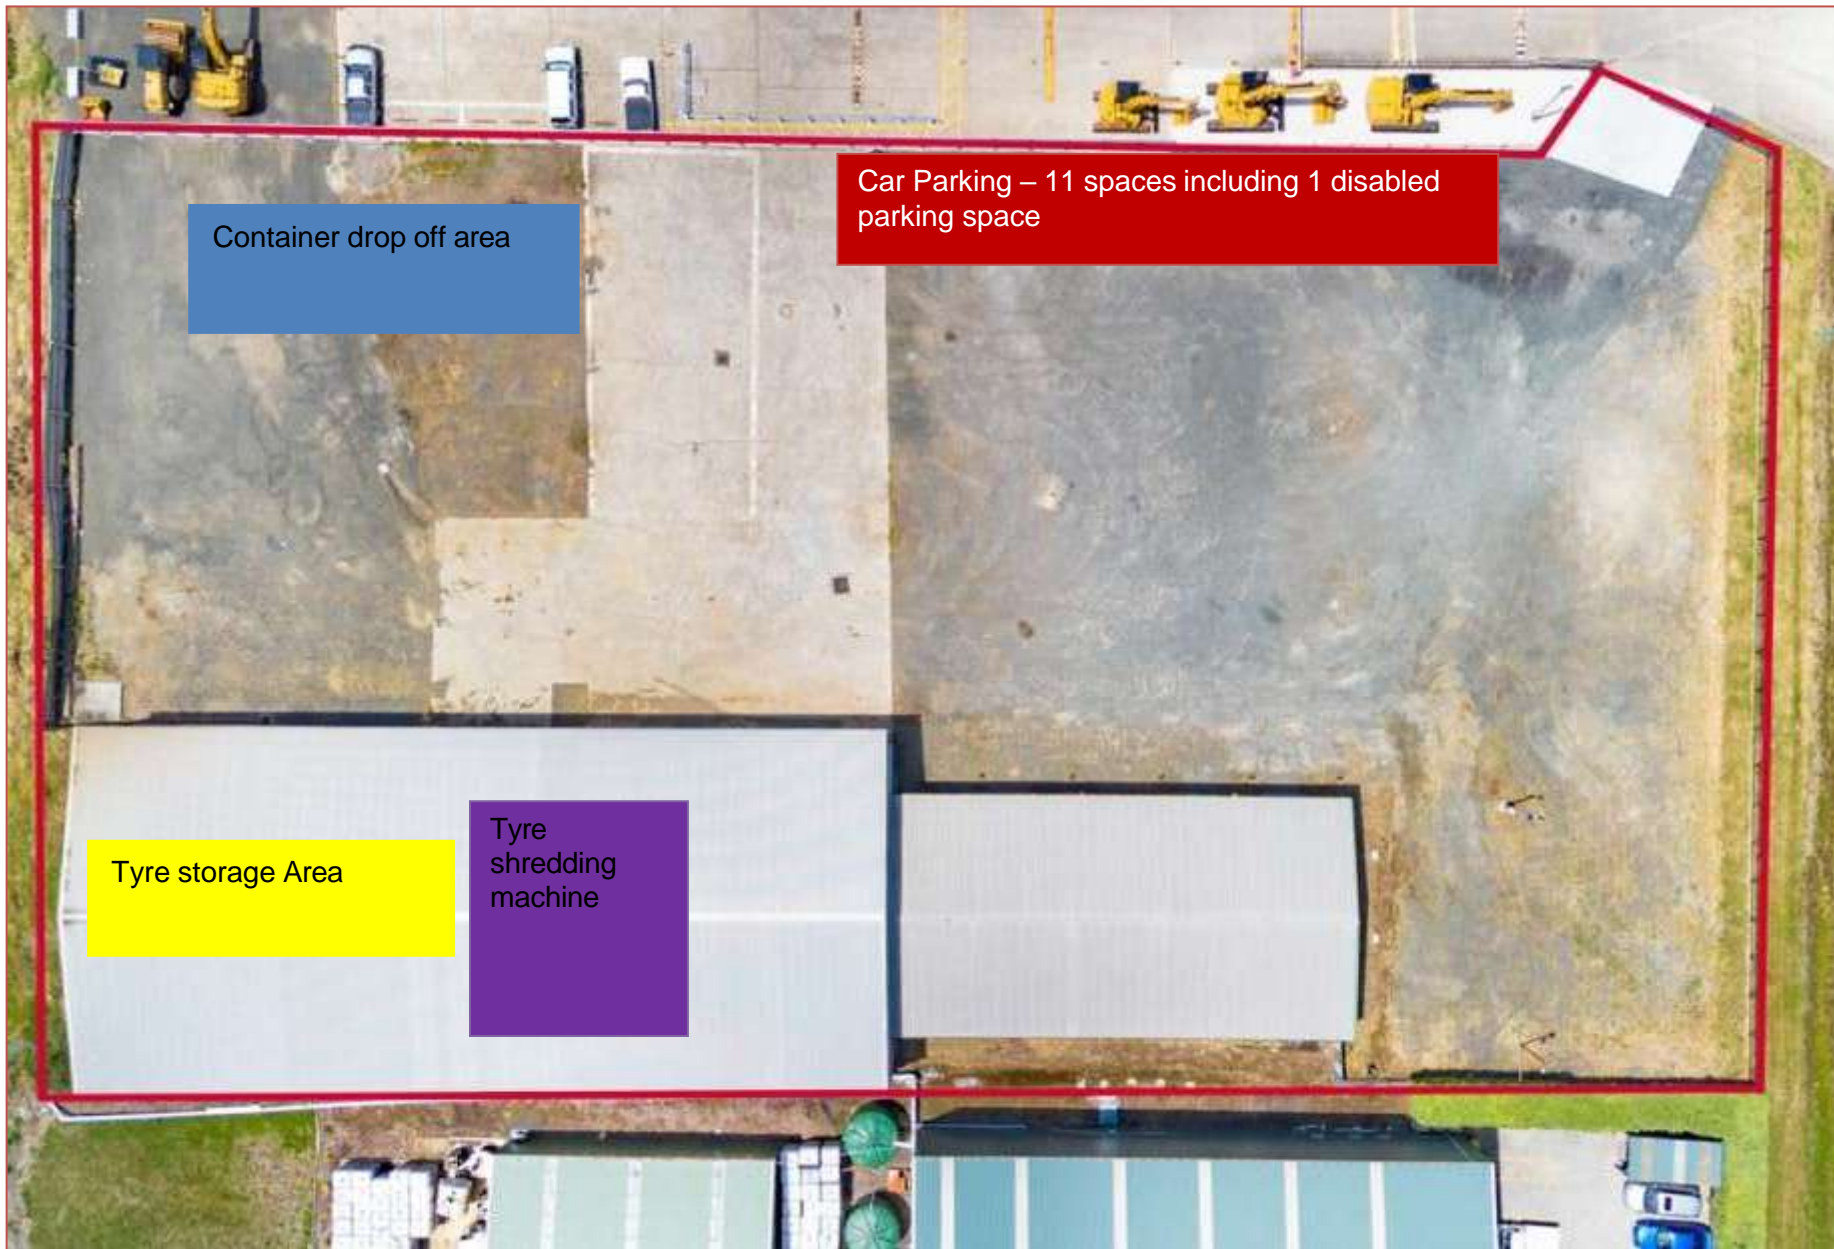 Car Parking – 11 spaces including 1 disabled
parking space
Container drop off area
Tyre
shredding
machine
Tyre storage Area